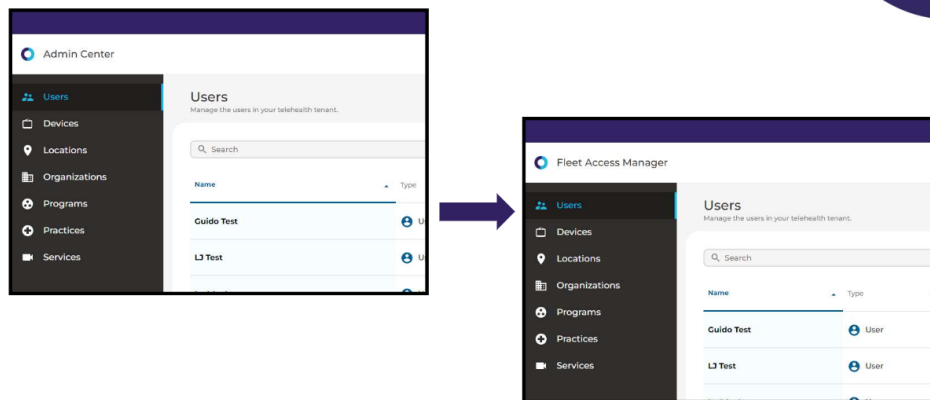 Admin Center
Users
Devices
Locations
Organizations
Programs
Practices
Services
Users
Manage the users in your telehealth tenant.
Search
Name Type
Guido Test
LJ Test
Fleet Access Manager
Users
Devices
Locations
Organizations
Programs
Practices
Services
Users
Manage the users in your telehealth tenant.
Search
Name Type
Guido Test User
LJ Test User